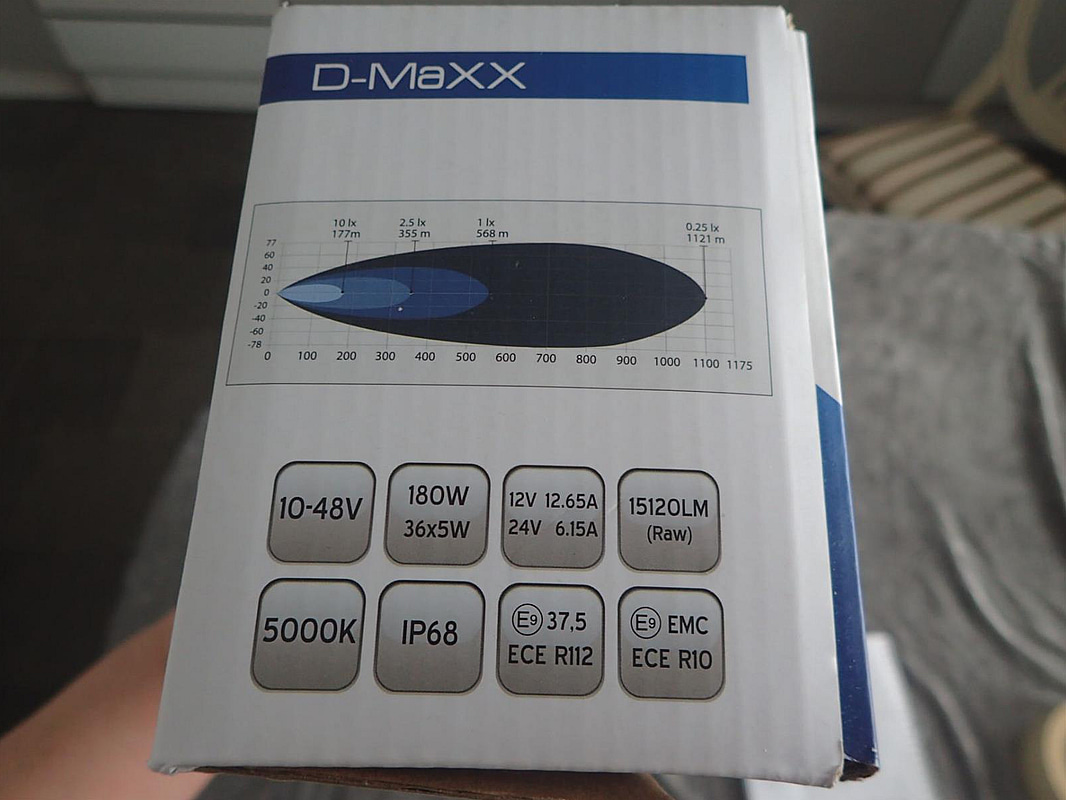 D-MaXX
10 lx 2.5 lx 1 lx 0.25 lx
177m 355 m 568 m 1121 m
77
60
40
20
0
-20
-40
-60
-78
0 100 200 300 400 500 600 700 800 900 1000 1100 1175
10-48V
180W
36x5W
12V 12.65A
24V 6.15A
15120LM
(Raw)
5000K
IP68
E9 37,5
ECE R112
E9 EMC
ECE R10